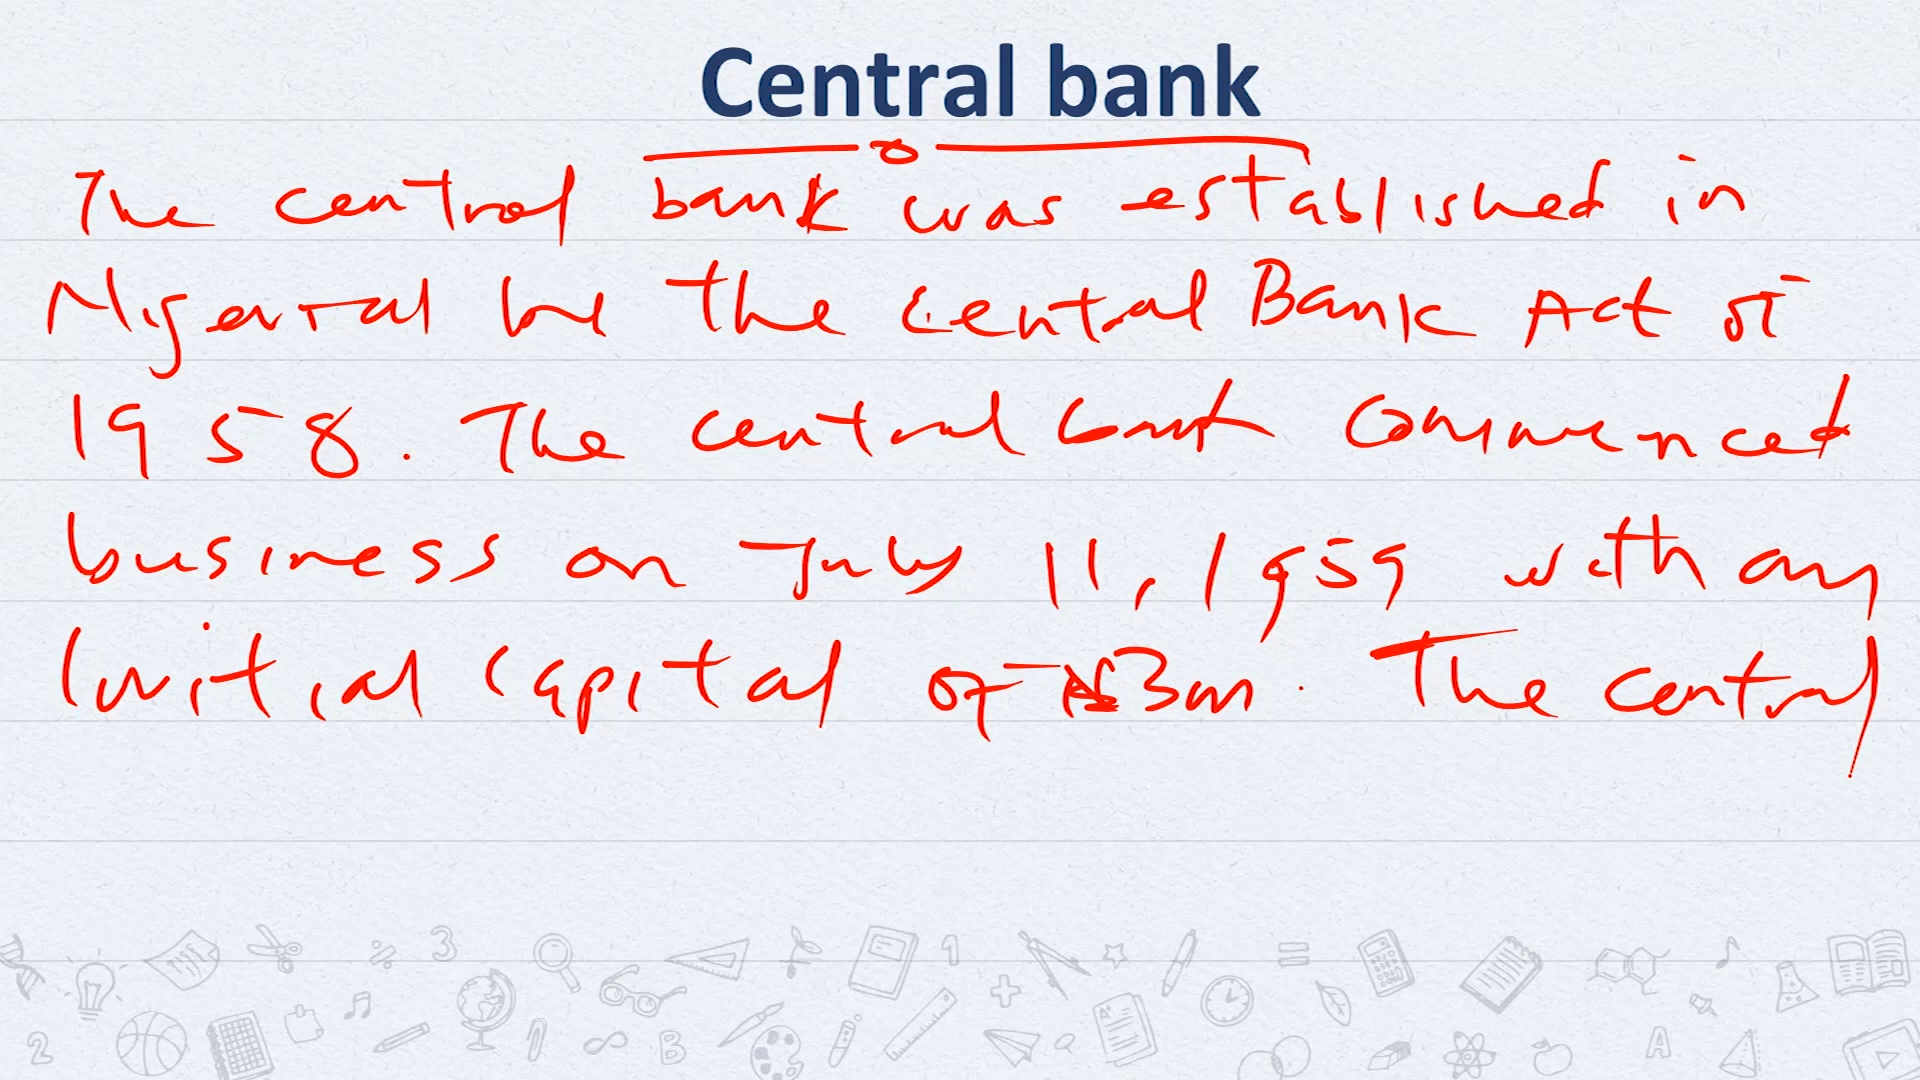 Central bank
The central bank was established in
Nigeria by the Central Bank Act of
1958. The central bank commenced
business on July 11, 1959 with an
initial capital of ₦3m. The central